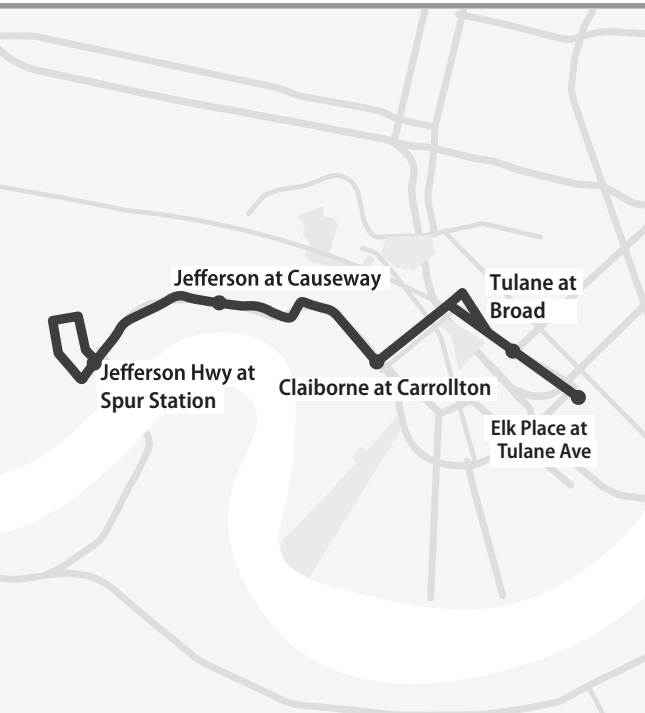 Jefferson at Causeway
Tulane at
Broad
Jefferson Hwy at
Spur Station
Claiborne at Carrollton
Elk Place at
Tulane Ave